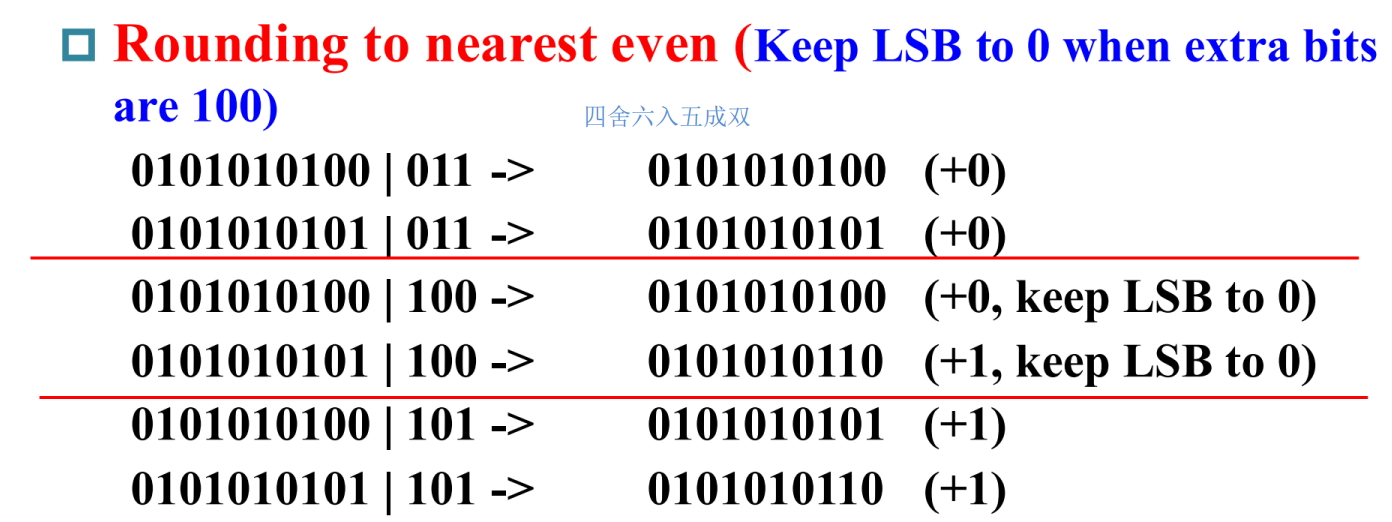 Rounding to nearest even (Keep LSB to 0 when extra bits
are 100)
四舍六入五成双
0101010100 | 011 -> 0101010100 (+0)
0101010101 | 011 -> 0101010101 (+0)
0101010100 | 100 -> 0101010100 (+0, keep LSB to 0)
0101010101 | 100 -> 0101010110 (+1, keep LSB to 0)
0101010100 | 101 -> 0101010101 (+1)
0101010101 | 101 -> 0101010110 (+1)